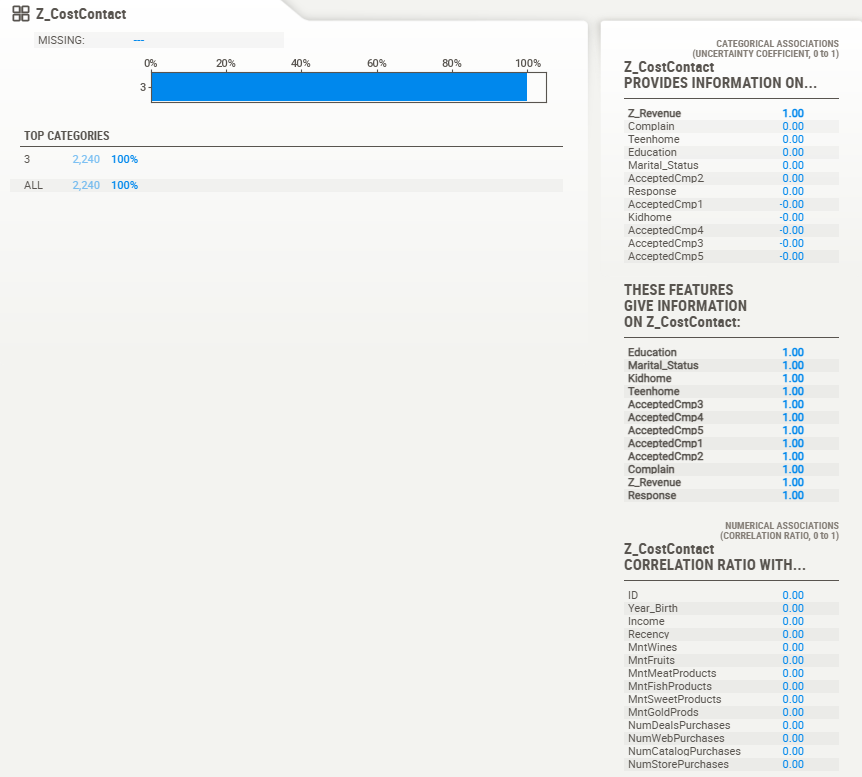 Z_CostContact
MISSING: ---
0% 20% 40% 60% 80% 100%
3
TOP CATEGORIES
3 2,240 100%
ALL 2,240 100%
CATEGORICAL ASSOCIATIONS
(UNCERTAINTY COEFFICIENT, 0 to 1)
Z_CostContact
PROVIDES INFORMATION ON...
Z_Revenue 1.00
Complain 0.00
Teenhome 0.00
Education 0.00
Marital_Status 0.00
AcceptedCmp2 0.00
Response 0.00
AcceptedCmp1 -0.00
Kidhome -0.00
AcceptedCmp4 -0.00
AcceptedCmp3 -0.00
AcceptedCmp5 -0.00
THESE FEATURES
GIVE INFORMATION
ON Z_CostContact:
Education 1.00
Marital_Status 1.00
Kidhome 1.00
Teenhome 1.00
AcceptedCmp3 1.00
AcceptedCmp4 1.00
AcceptedCmp5 1.00
AcceptedCmp1 1.00
AcceptedCmp2 1.00
Complain 1.00
Z_Revenue 1.00
Response 1.00
NUMERICAL ASSOCIATIONS
(CORRELATION RATIO, 0 to 1)
Z_CostContact
CORRELATION RATIO WITH...
ID 0.00
Year_Birth 0.00
Income 0.00
Recency 0.00
MntWines 0.00
MntFruits 0.00
MntMeatProducts 0.00
MntFishProducts 0.00
MntSweetProducts 0.00
MntGoldProds 0.00
NumDealsPurchases 0.00
NumWebPurchases 0.00
NumCatalogPurchases 0.00
NumStorePurchases 0.00